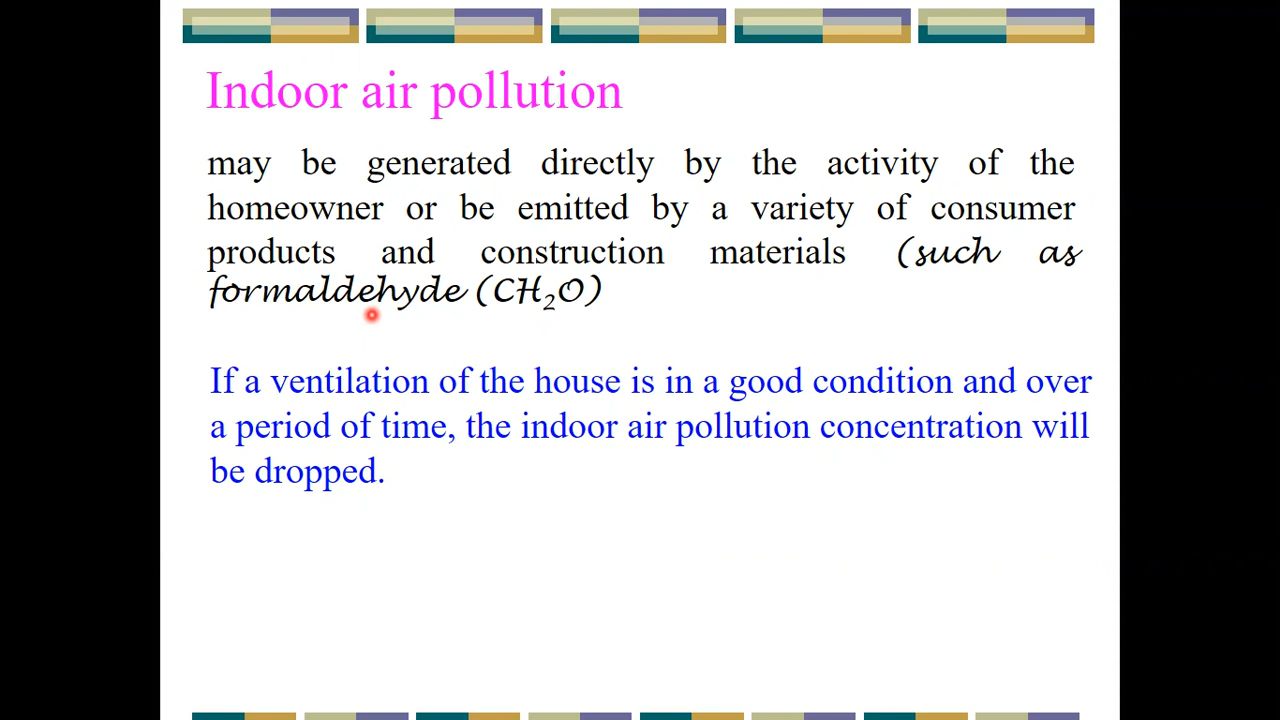 Indoor air pollution
may be generated directly by the activity of the
homeowner or be emitted by a variety of consumer
products and construction materials (such as
formaldehyde (CH₂O)
If a ventilation of the house is in a good condition and over
a period of time, the indoor air pollution concentration will
be dropped.